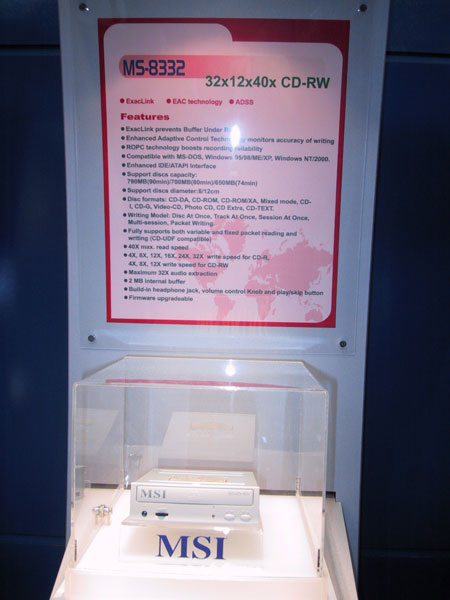 MS-8332
32x12x40x CD-RW
ExacLink EAC technology ADSS
Features
ExacLink prevents Buffer Under
Enhanced Adaptive Control Technology monitore accuracy of writing
ROPC technology boosts recording reliability
Compatible with MS-DOS, Windows 95/98/ME/XP, Windows NT/2000.
Enhanced IDE/ATAPI Interface
Support discs capacity:
790MB(90min)/700MB(80min)/650MB(74min)
Support discs diameter:8/12cm
Disc formats: CD-DA, CD-ROM, CD-ROM/XA, Mixed mode, CD-
I, CD-G, Video-CD, Photo CD, CD Extra, CD-TEXT.
Writing Model: Disc At Once, Track At Once, Session At Once,
Multi-session, Packet Writing
Fully supports both variable and fixed packet reading and
writing (CD-UDF compatible)
40X max. read speed
4X, 8X, 12X, 16X, 24X, 32X write speed for CD-R,
4X, 8X, 12X write speed for CD-RW
Maximum 32X audio extraction
2 MB internal buffer
Build-in headphone jack, volume control Knob and play/skip button
Firmware upgradeable
MSI
MSI